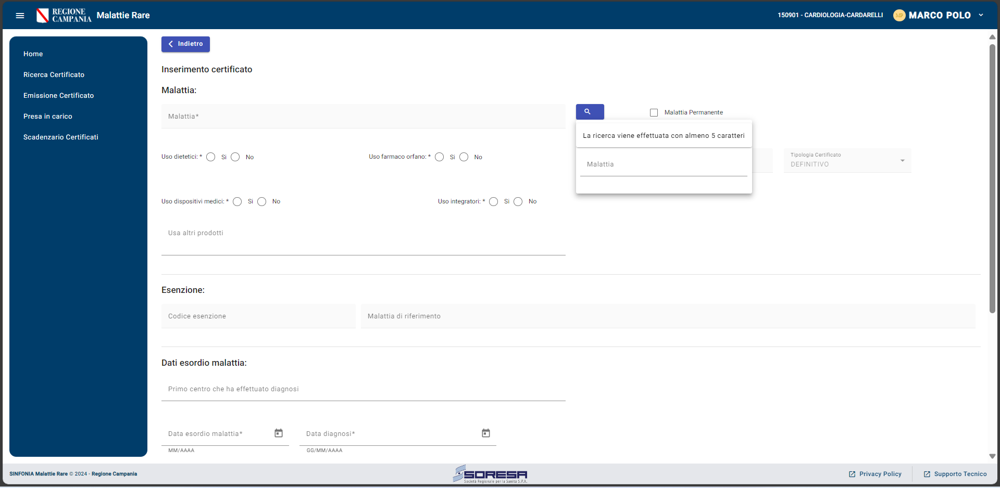 REGIONE
CAMPANIA
Malattie Rare
150901 - CARDIOLOGIA-CARDARELLI
MP
MARCO POLO
Home
Ricerca Certificato
Emissione Certificato
Presa in carico
Scadenzario Certificati
Indietro
Inserimento certificato
Malattia:
Malattia*
Malattia Permanente
La ricerca viene effettuata con almeno 5 caratteri
Malattia
Uso dietetici: * Si No
Uso farmaco orfano: * Si No
Tipologia Certificato
DEFINITIVO
Uso dispositivi medici: * Si No
Uso integratori: * Si No
Usa altri prodotti
Esenzione:
Codice esenzione
Malattia di riferimento
Dati esordio malattia:
Primo centro che ha effettuato diagnosi
Data esordio malattia*
MM/AAAA
Data diagnosi*
GG/MM/AAAA
SINFONIA Malattie Rare © 2024 - Regione Campania
SORESA
Società Regionale per la Sanità S.P.A.
Privacy Policy
Supporto Tecnico